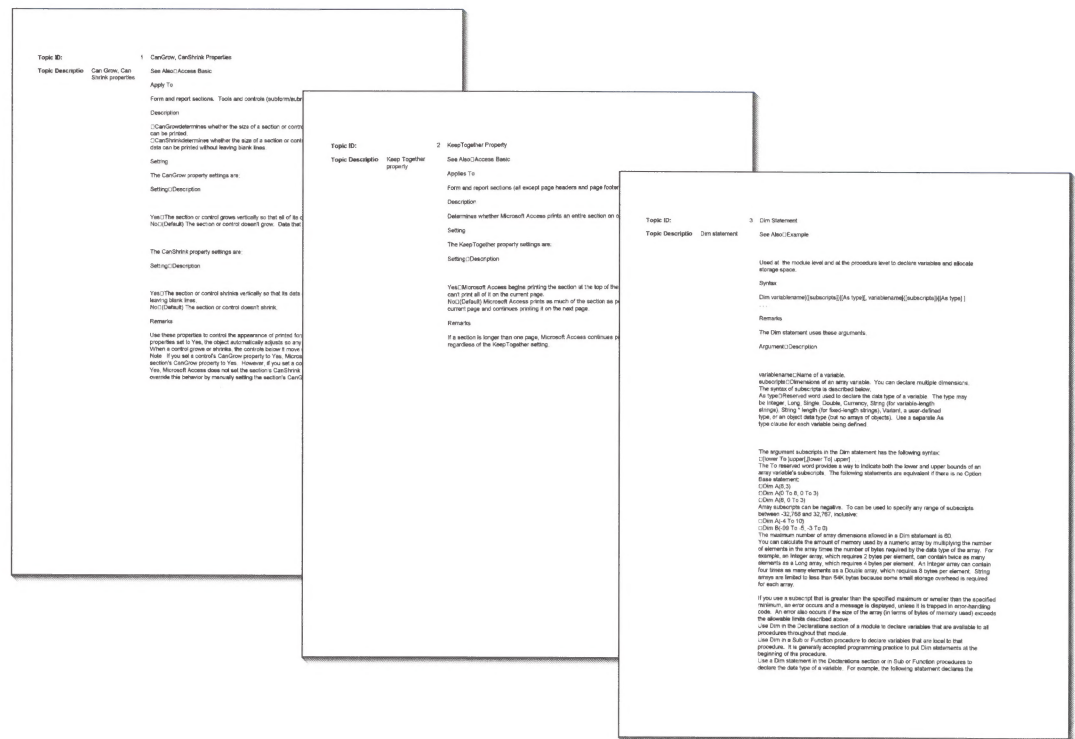 Topic ID: 1 CanGrow, CanShrink Properties
Topic Descriptio Can Grow, Can Shrink properties
See Also□Access Basic
Apply To
Form and report sections. Tools and controls (subform/subr
Description
□CanGrowdetermines whether the size of a section or contro
can be printed.
□CanShrinkdetermines whether the size of a section or cont
data can be printed without leaving blank lines.
Setting
The CanGrow property settings are:
Setting□Description
Yes□The section or control grows vertically so that all of its d
No□(Default) The section or control doesn't grow. Data that
The CanShrink property settings are:
Setting□Description
Yes□The section or control shrinks vertically so that its data
leaving blank lines.
No□(Default) The section or control doesn't shrink.
Remarks
Use these properties to control the appearance of printed for
properties set to Yes, the object automatically adjusts so any
When a control grows or shrinks, the controls below it move
Note If you set a control's CanGrow property to Yes, Micros
section's CanGrow property to Yes. However, if you set a co
Yes, Microsoft Access does not set the section's CanShrink
override this behavior by manually setting the section's CanG
Topic ID: 2 KeepTogether Property
Topic Descriptio Keep Together property
See Also□Access Basic
Applies To
Form and report sections (all except page headers and page footer
Description
Determines whether Microsoft Access prints an entire section on o
Setting
The KeepTogether property settings are:
Setting□Description
Yes□Microsoft Access begins printing the section at the top of the
can't print all of it on the current page.
No□(Default) Microsoft Access prints as much of the section as p
current page and continues printing it on the next page.
Remarks
If a section is longer than one page, Microsoft Access continues p
regardless of the KeepTogether setting.
Topic ID: 3 Dim Statement
Topic Descriptio Dim statement
See Also□Example
Used at the module level and at the procedure level to declare variables and allocate
storage space.
Syntax
Dim variablename[([subscripts])][As type][, variablename[([subscripts])][As type] ]
. . .
Remarks
The Dim statement uses these arguments.
Argument□Description
variablename□Name of a variable.
subscripts□Dimensions of an array variable. You can declare multiple dimensions.
The syntax of subscripts is described below.
As type□Reserved word used to declare the data type of a variable. The type may
be Integer, Long, Single, Double, Currency, String (for variable-length
strings), String * length (for fixed-length strings), Variant, a user-defined
type, or an object data type (but no arrays of objects). Use a separate As
type clause for each variable being defined.
The argument subscripts in the Dim statement has the following syntax:
□[lower To ]upper[,[lower To] upper]
The To reserved word provides a way to indicate both the lower and upper bounds of an
array variable's subscripts. The following statements are equivalent if there is no Option
Base statement:
□Dim A(8,3)
□Dim A(0 To 8, 0 To 3)
□Dim A(8, 0 To 3)
Array subscripts can be negative. To can be used to specify any range of subscripts
between -32,768 and 32,767, inclusive:
□Dim A(-4 To 10)
□Dim B(-99 To -5, -3 To 0)
The maximum number of array dimensions allowed in a Dim statement is 60.
You can calculate the amount of memory used by a numeric array by multiplying the number
of elements in the array times the number of bytes required by the data type of the array. For
example, an Integer array, which requires 2 bytes per element, can contain twice as many
elements as a Long array, which requires 4 bytes per element. An Integer array can contain
four times as many elements as a Double array, which requires 8 bytes per element. String
arrays are limited to less than 64K bytes because some small storage overhead is required
for each array.
If you use a subscript that is greater than the specified maximum or smaller than the specified
minimum, an error occurs and a message is displayed, unless it is trapped in error-handling
code. An error also occurs if the size of the array (in terms of bytes of memory used) exceeds
the allowable limits described above.
Use Dim in the Declarations section of a module to declare variables that are available to all
procedures throughout that module.
Use Dim in a Sub or Function procedure to declare variables that are local to that
procedure. It is generally accepted programming practice to put Dim statements at the
beginning of the procedure.
Use a Dim statement in the Declarations section or in Sub or Function procedures to
declare the data type of a variable. For example, the following statement declares the